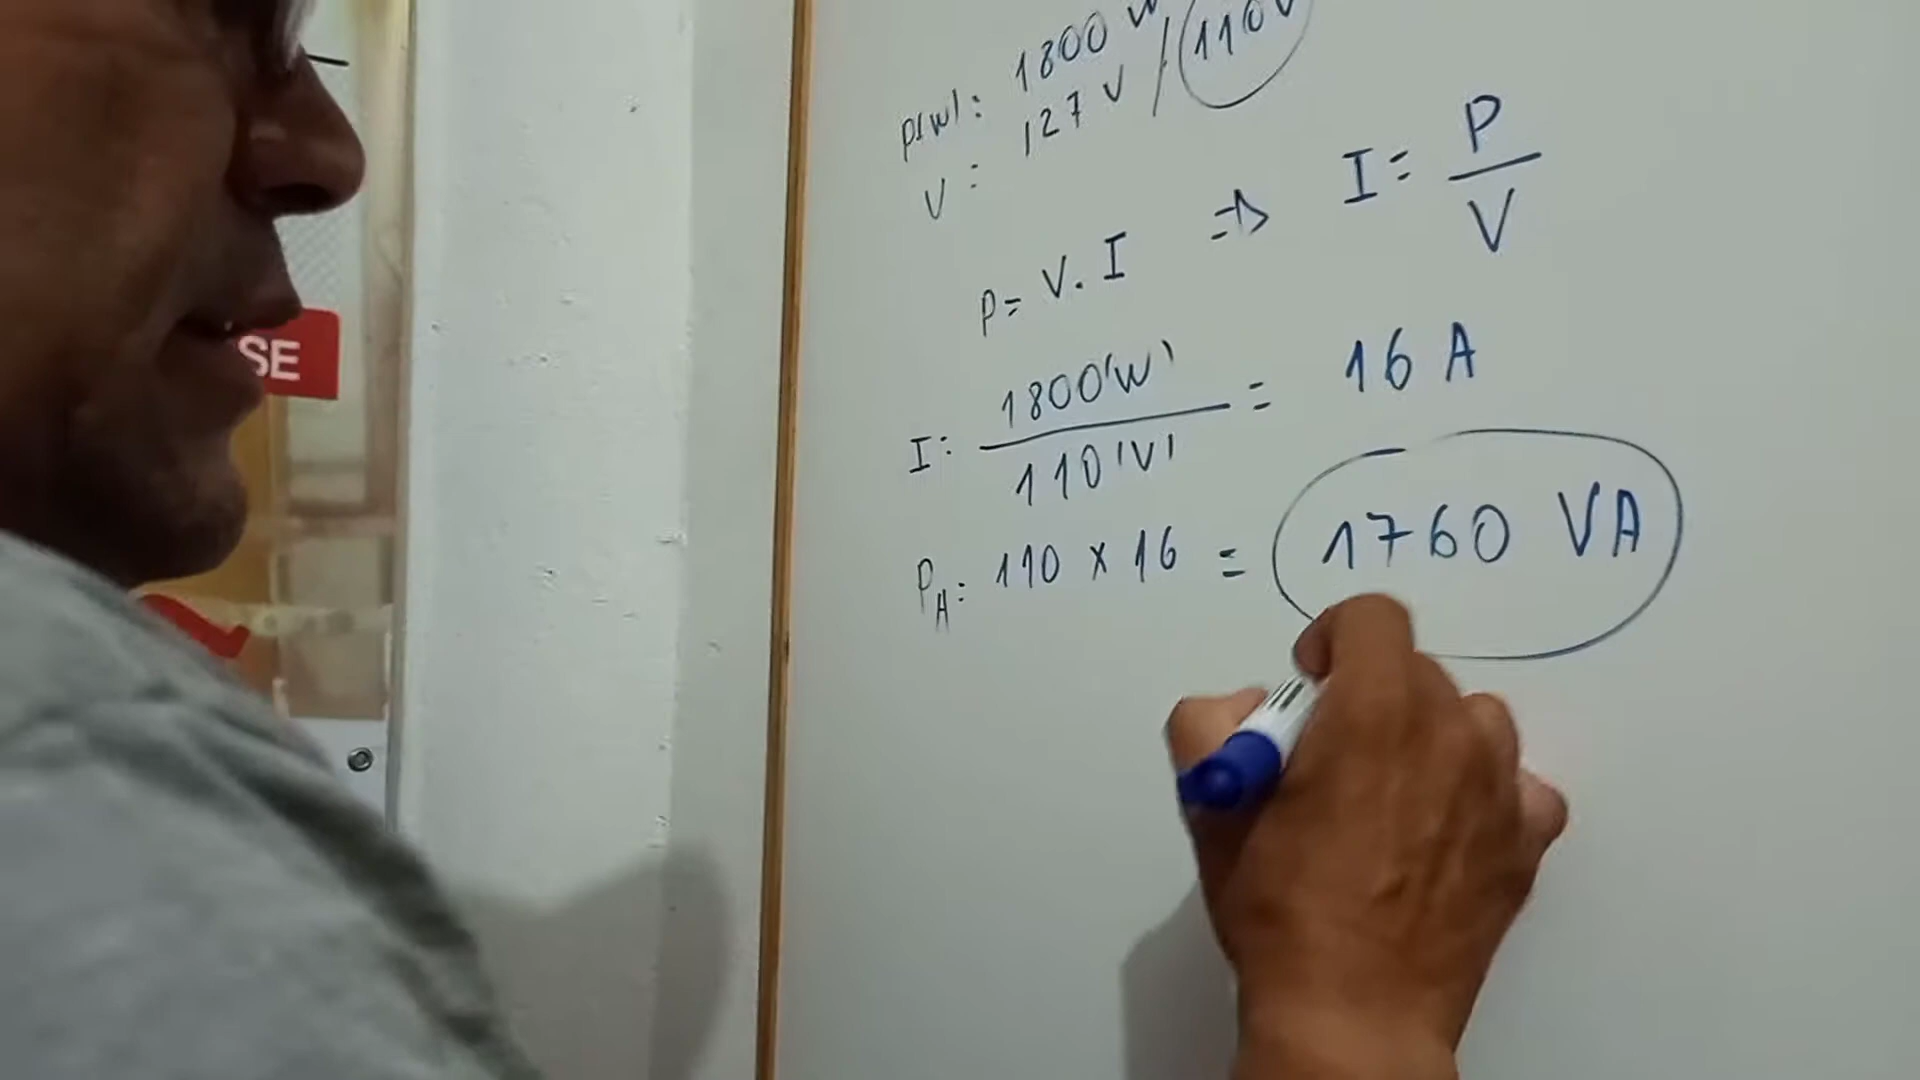 P(W): 1800 W
V: 127 V / 110 V
P= V. I => I= P/V
I: 1800(W)/110(V) = 16 A
PA: 110 x 16 = 1760 VA
SE